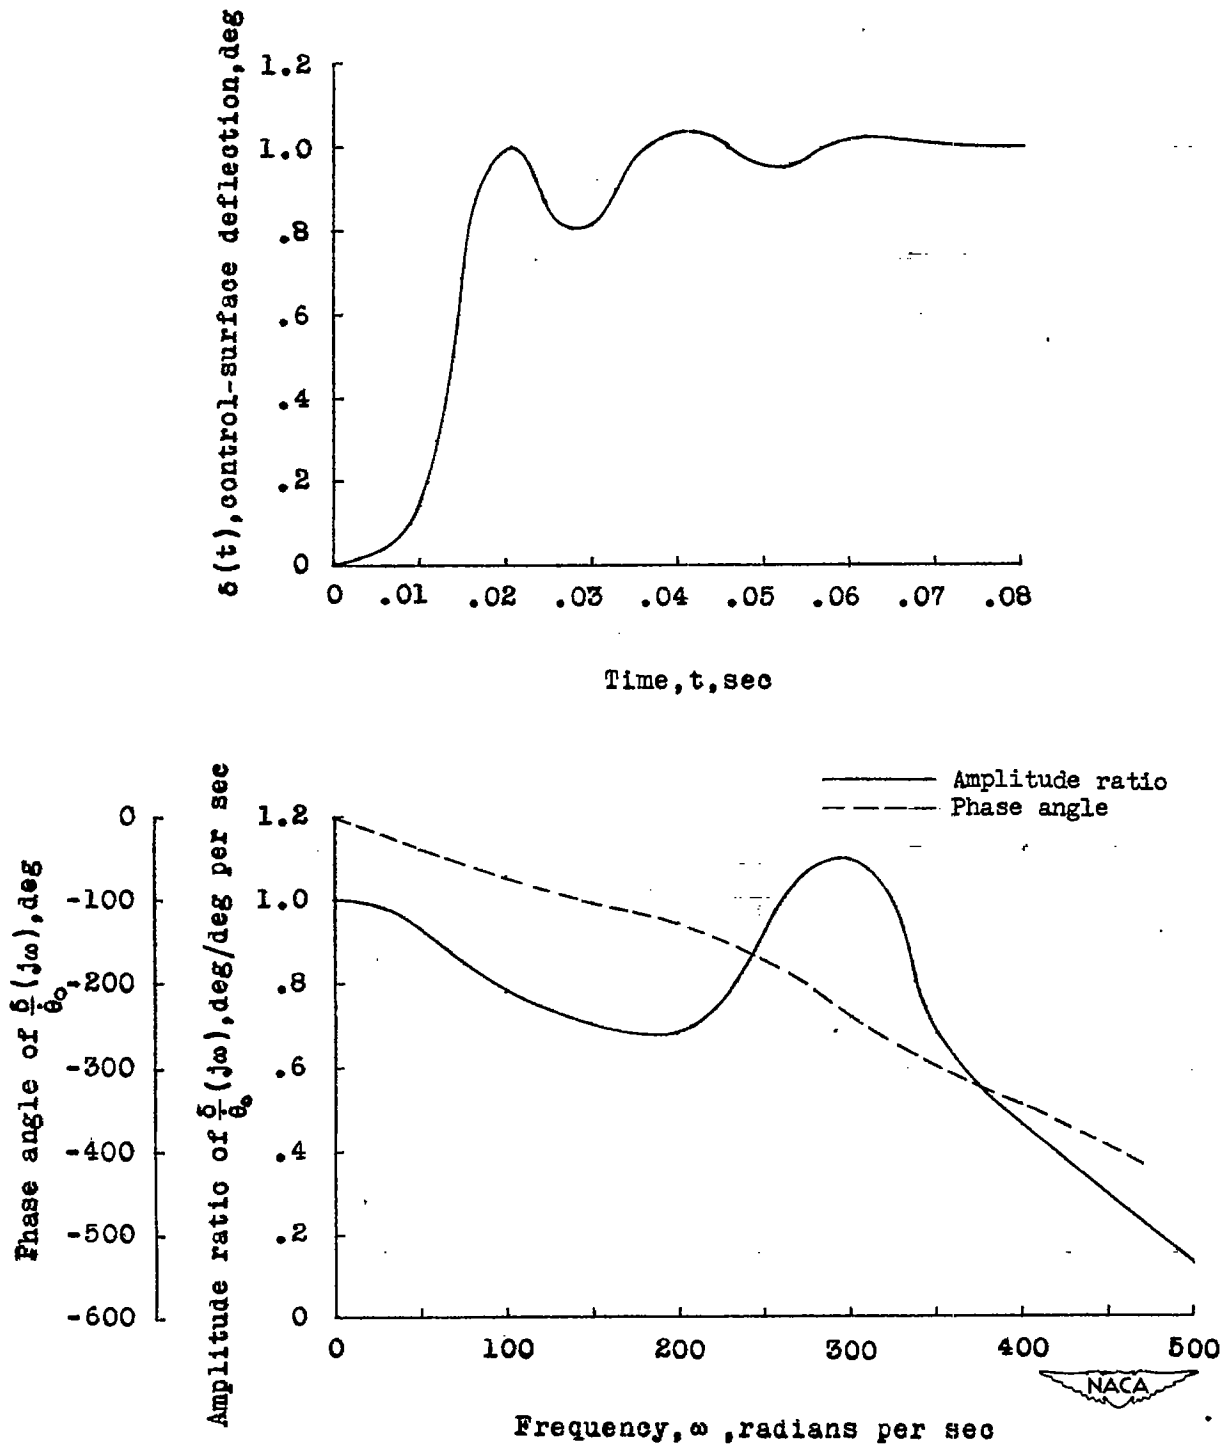 δ(t),control-surface deflection,deg
1.2
1.0
.8
.6
.4
.2
0
0 .01 .02 .03 .04 .05 .06 .07 .08
Time,t,sec
Amplitude ratio
Phase angle
Phase angle of δ/θ̇₀(jω),deg
0
-100
-200
-300
-400
-500
-600
Amplitude ratio of δ/θ̇₀(jω),deg/deg per sec
1.2
1.0
.8
.6
.4
.2
0
0 100 200 300 400 500
NACA
Frequency,ω,radians per sec